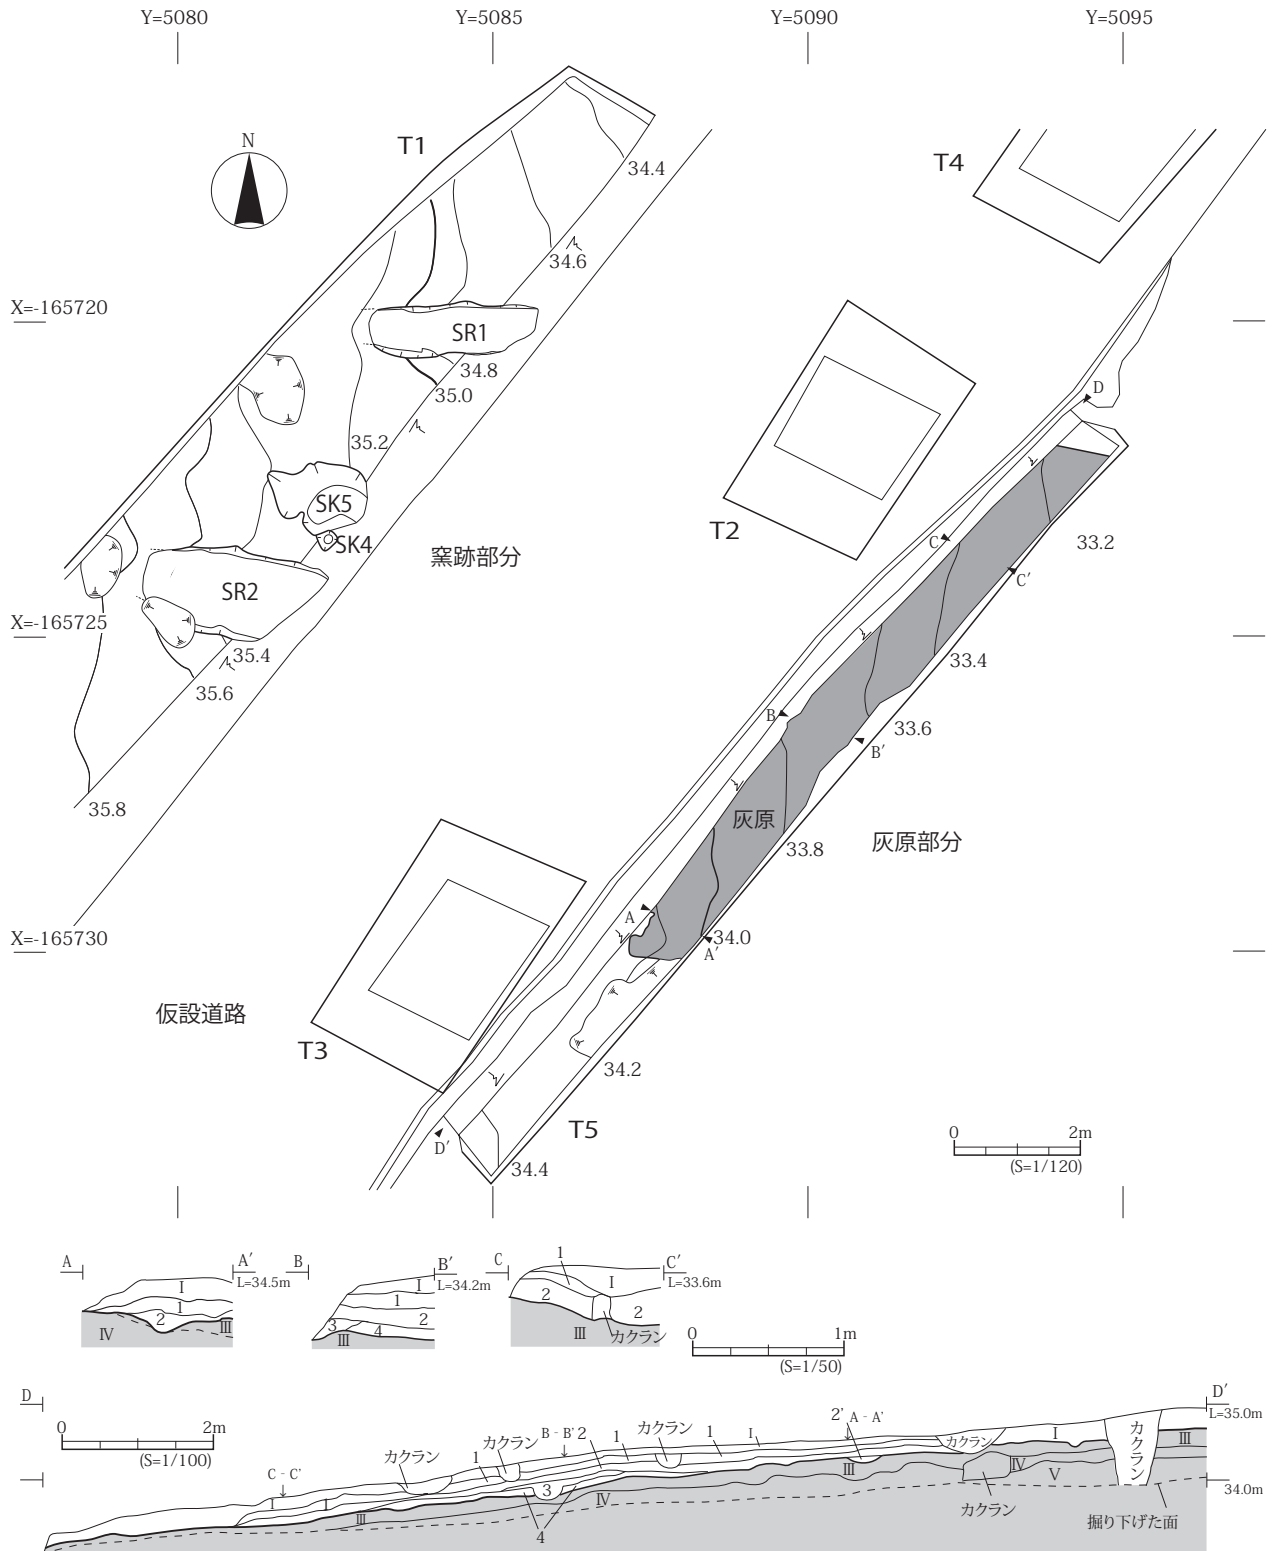 Y=5080
Y=5085
Y=5090
Y=5095
N
T1
T4
34.4
34.6
X=-165720
SR1
34.8
35.0
D
35.2
SK5
SK4
T2
C
33.2
窯跡部分
C′
SR2
X=-165725
35.4
33.4
35.6
B
33.6
B′
35.8
灰原
33.8
灰原部分
A
X=-165730
34.0
A′
仮設道路
T3
34.2
T5
D′
34.4
0 2m
(S=1/120)
A A′
L=34.5m
I
1
2
IV
III
B B′
L=34.2m
I
1
2
3
4
III
C C′
L=33.6m
1
I
2
2
III
カクラン
0 1m
(S=1/50)
D D′
L=35.0m
0 2m
(S=1/100)
カクラン
カクラン
B - B′
2
カクラン
1
1
1
I
2'
A - A′
カクラン
I
カクラン
III
C - C′
I
1
III
3
4
IV
III
IV
V
カクラン
34.0m
掘り下げた面